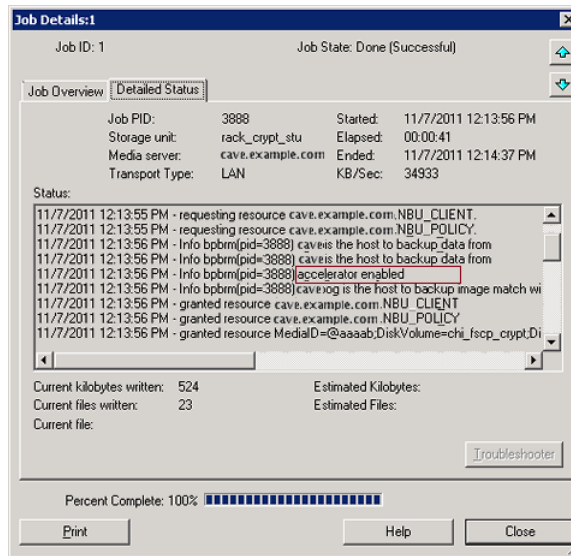 Job Details:1
Job ID: 1 Job State: Done (Successful)
Job Overview Detailed Status
Job PID: 3888 Started: 11/7/2011 12:13:56 PM
Storage unit: rack_crypt_stu Elapsed: 00:00:41
Media server: cave.example.com Ended: 11/7/2011 12:14:37 PM
Transport Type: LAN KB/Sec: 34933
Status:
11/7/2011 12:13:55 PM - requesting resource cave.example.com.NBU_CLIENT.
11/7/2011 12:13:55 PM - requesting resource cave.example.com.NBU_POLICY.
11/7/2011 12:13:56 PM - Info bpbrm(pid=3888) caveis the host to backup data from
11/7/2011 12:13:56 PM - Info bpbrm(pid=3888) cave is the host to backup data from
11/7/2011 12:13:56 PM - Info bpbrm(pid=3888) accelerator enabled
11/7/2011 12:13:56 PM - Info bpbrm(pid=3888) cavexog is the host to backup image match wi
11/7/2011 12:13:56 PM - granted resource cave.example.com.NBU_CLIENT
11/7/2011 12:13:56 PM - granted resource cave.example.com.NBU_POLICY
11/7/2011 12:13:56 PM - granted resource MediaID=@aaaab;DiskVolume=chi_fscp_crypt;Di
Current kilobytes written: 524 Estimated Kilobytes:
Current files written: 23 Estimated Files:
Current file:
Troubleshooter
Percent Complete: 100%
Print Help Close